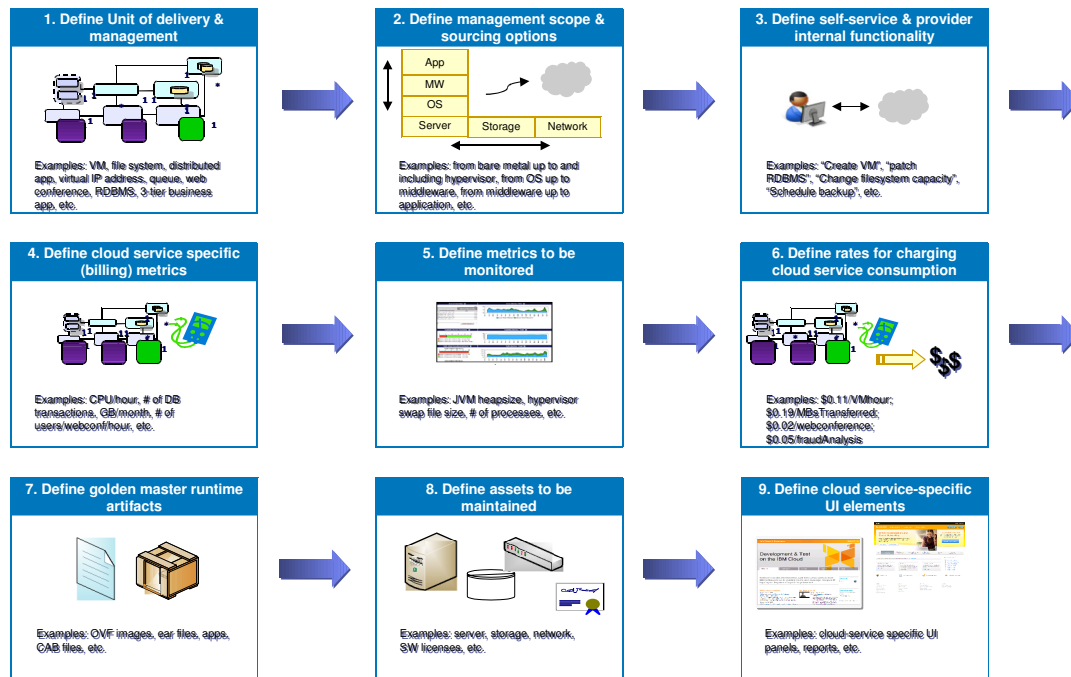 1. Define Unit of delivery &
management
Examples: VM, file system, distributed
app, virtual IP address, queue, web
conference, RDBMS, 3-tier business
app, etc.
2. Define management scope &
sourcing options
App
MW
OS
Server
Storage
Network
Examples: from bare metal up to and
including hypervisor, from OS up to
middleware, from middleware up to
application, etc.
3. Define self-service & provider
internal functionality
Examples: “Create VM”, “patch
RDBMS”, “Change filesystem capacity”,
“Schedule backup”, etc.
4. Define cloud service specific
(billing) metrics
Examples: CPU/hour, # of DB
transactions, GB/month, # of
users/webconf/hour, etc.
5. Define metrics to be
monitored
Examples: JVM heapsize, hypervisor
swap file size, # of processes, etc.
6. Define rates for charging
cloud service consumption
$$$
Examples: $0.11/VMhour;
$0.19/MBsTransferred;
$0.02/webconference;
$0.05/fraudAnalysis
7. Define golden master runtime
artifacts
Examples: OVF images, ear files, apps,
CAB files, etc.
8. Define assets to be
maintained
Examples: server, storage, network,
SW licenses, etc.
9. Define cloud service-specific
UI elements
Development & Test
on the IBM Cloud
Examples: cloud-service specific UI
panels, reports, etc.